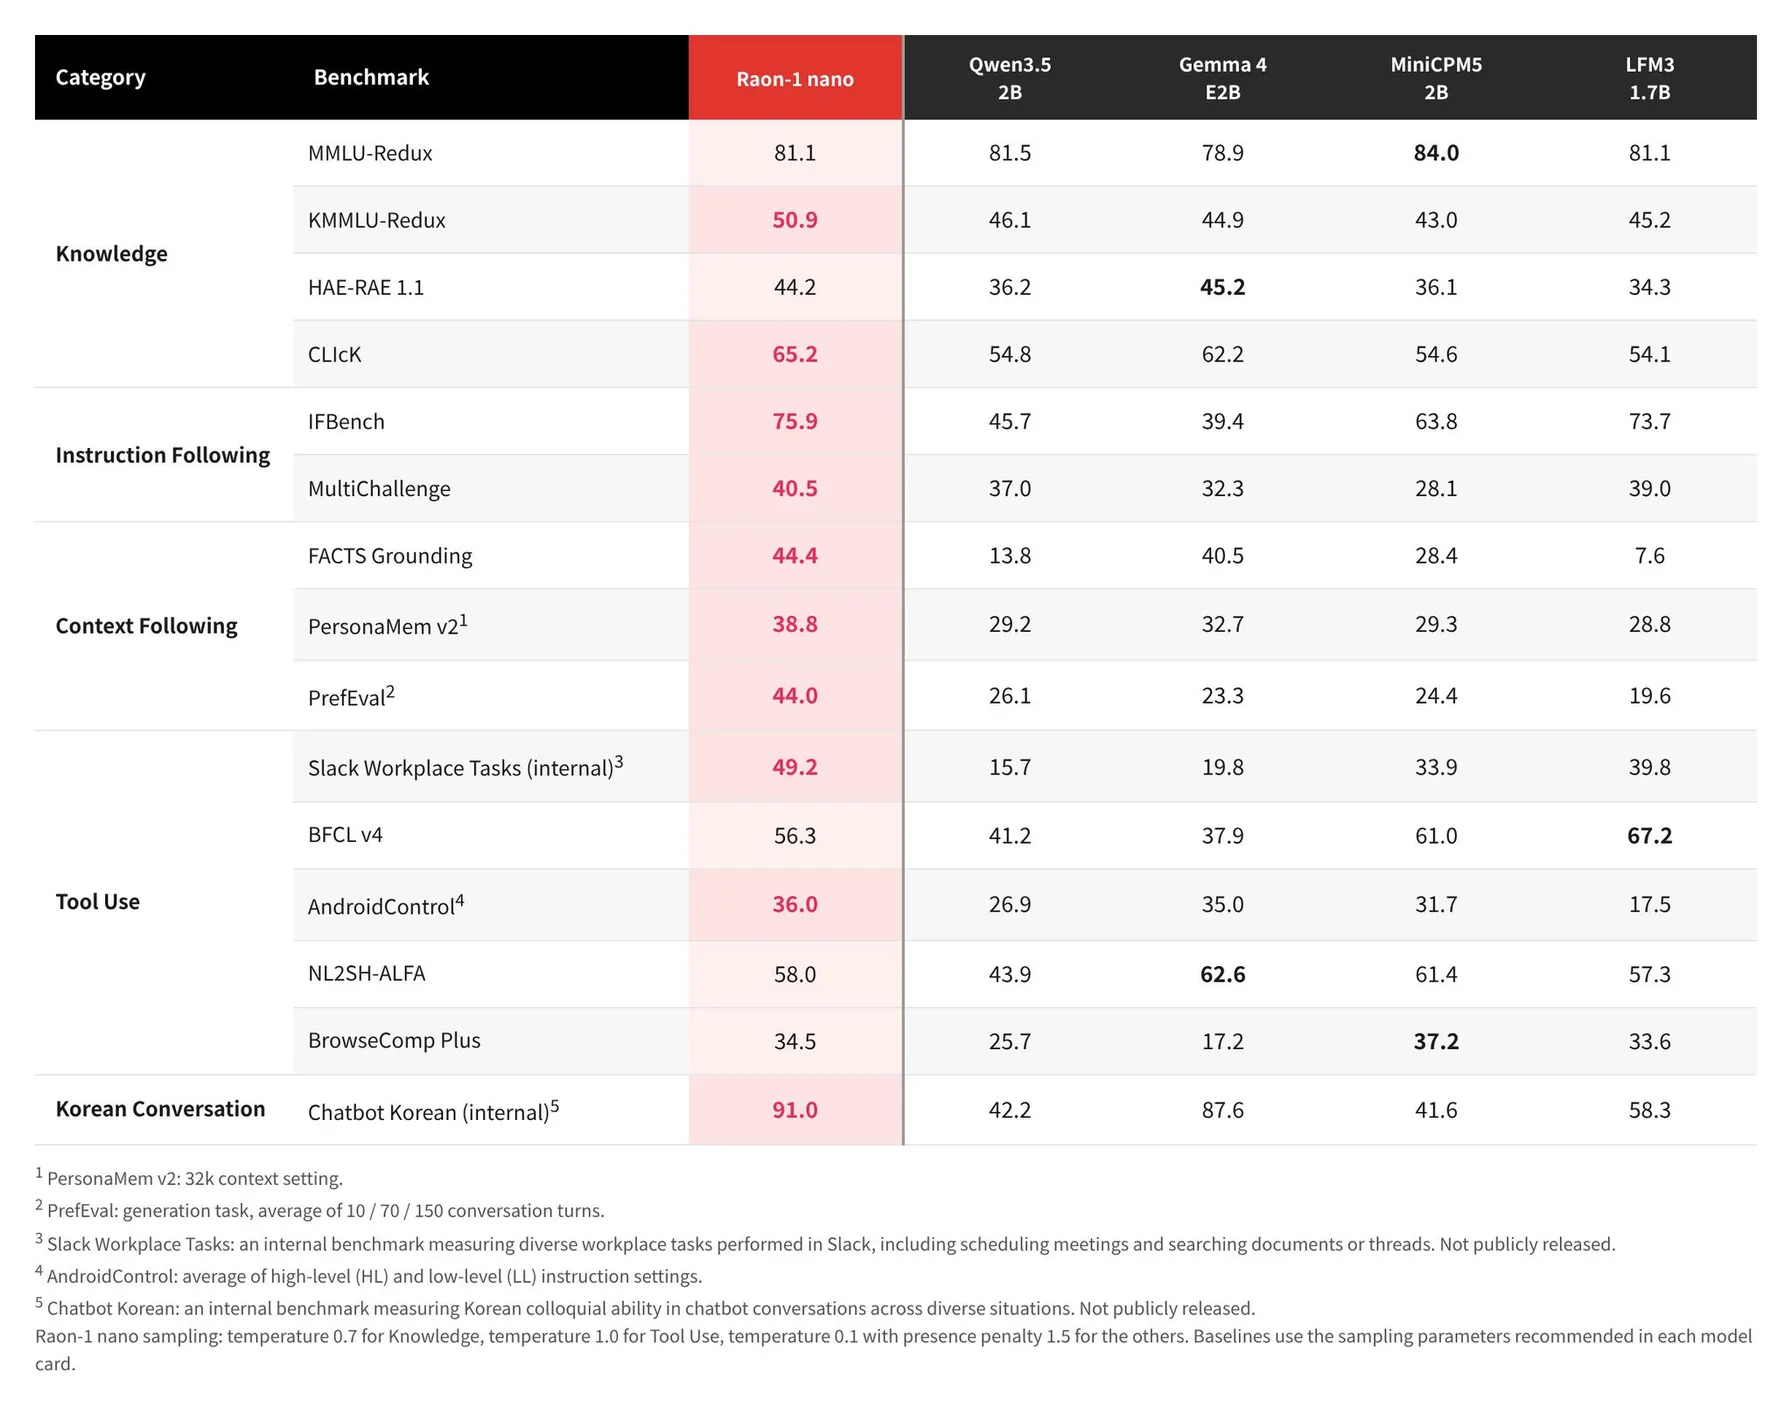 Category Benchmark Raon-1 nano Qwen3.5 2B Gemma 4 E2B MiniCPM5 2B LFM3 1.7B
Knowledge
MMLU-Redux 81.1 81.5 78.9 84.0 81.1
KMMLU-Redux 50.9 46.1 44.9 43.0 45.2
HAE-RAE 1.1 44.2 36.2 45.2 36.1 34.3
CLIcK 65.2 54.8 62.2 54.6 54.1
Instruction Following
IFBench 75.9 45.7 39.4 63.8 73.7
MultiChallenge 40.5 37.0 32.3 28.1 39.0
Context Following
FACTS Grounding 44.4 13.8 40.5 28.4 7.6
PersonaMem v2¹ 38.8 29.2 32.7 29.3 28.8
PrefEval² 44.0 26.1 23.3 24.4 19.6
Tool Use
Slack Workplace Tasks (internal)³ 49.2 15.7 19.8 33.9 39.8
BFCL v4 56.3 41.2 37.9 61.0 67.2
AndroidControl⁴ 36.0 26.9 35.0 31.7 17.5
NL2SH-ALFA 58.0 43.9 62.6 61.4 57.3
BrowseComp Plus 34.5 25.7 17.2 37.2 33.6
Korean Conversation
Chatbot Korean (internal)⁵ 91.0 42.2 87.6 41.6 58.3
¹ PersonaMem v2: 32k context setting.
² PrefEval: generation task, average of 10 / 70 / 150 conversation turns.
³ Slack Workplace Tasks: an internal benchmark measuring diverse workplace tasks performed in Slack, including scheduling meetings and searching documents or threads. Not publicly released.
⁴ AndroidControl: average of high-level (HL) and low-level (LL) instruction settings.
⁵ Chatbot Korean: an internal benchmark measuring Korean colloquial ability in chatbot conversations across diverse situations. Not publicly released.
Raon-1 nano sampling: temperature 0.7 for Knowledge, temperature 1.0 for Tool Use, temperature 0.1 with presence penalty 1.5 for the others. Baselines use the sampling parameters recommended in each model
card.